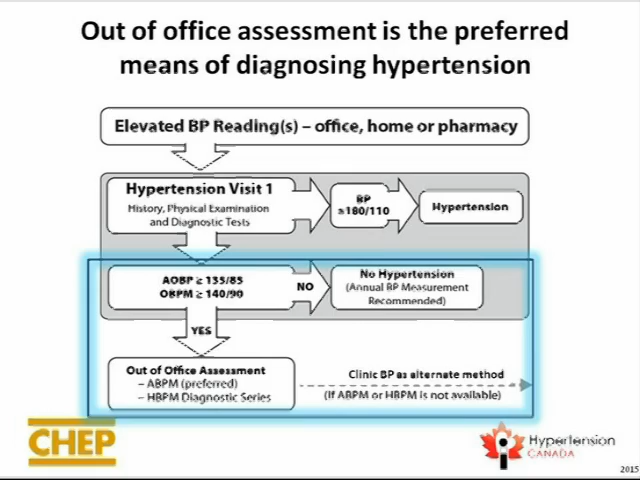 Out of office assessment is the preferred
means of diagnosing hypertension
Elevated BP Reading(s) – office, home or pharmacy
Hypertension Visit 1
History, Physical Examination
and Diagnostic Tests
BP
≥180/110
Hypertension
AOBP ≥ 135/85
OBPM ≥ 140/90
NO
No Hypertension
(Annual BP Measurement
Recommended)
YES
Out of Office Assessment
– ABPM (preferred)
– HBPM Diagnostic Series
Clinic BP as alternate method
(If ABPM or HBPM is not available)
CHEP
Hypertension
CANADA
2015